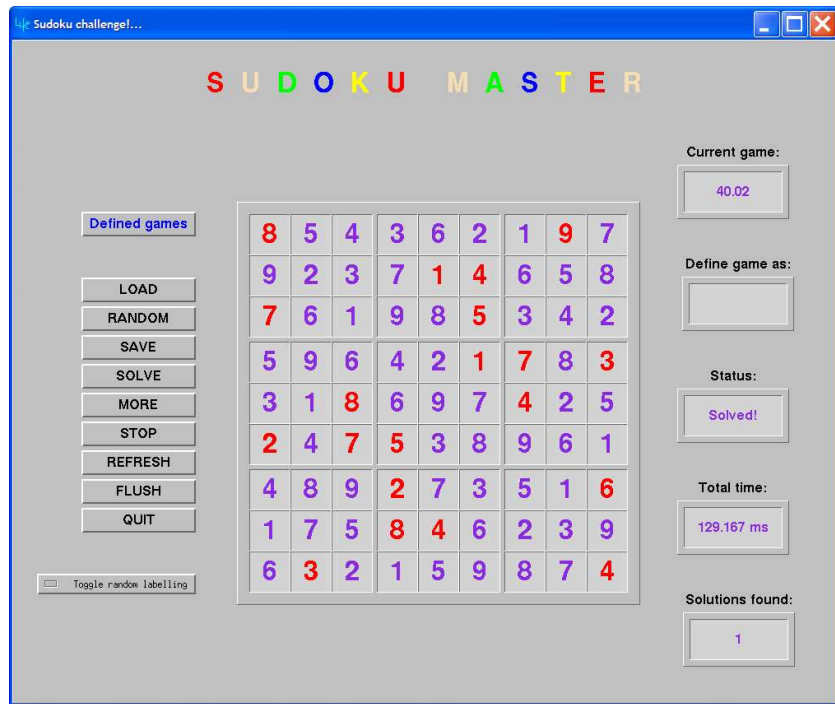 Life Sudoku challenge!...
SUDOKU MASTER
Current game:
40.02
Defined games
Define game as:
LOAD
RANDOM
SAVE
SOLVE
MORE
STOP
REFRESH
FLUSH
QUIT
Toggle random labelling
8 5 4 3 6 2 1 9 7
9 2 3 7 1 4 6 5 8
7 6 1 9 8 5 3 4 2
5 9 6 4 2 1 7 8 3
3 1 8 6 9 7 4 2 5
2 4 7 5 3 8 9 6 1
4 8 9 2 7 3 5 1 6
1 7 5 8 4 6 2 3 9
6 3 2 1 5 9 8 7 4
Status:
Solved!
Total time:
129.167 ms
Solutions found:
1